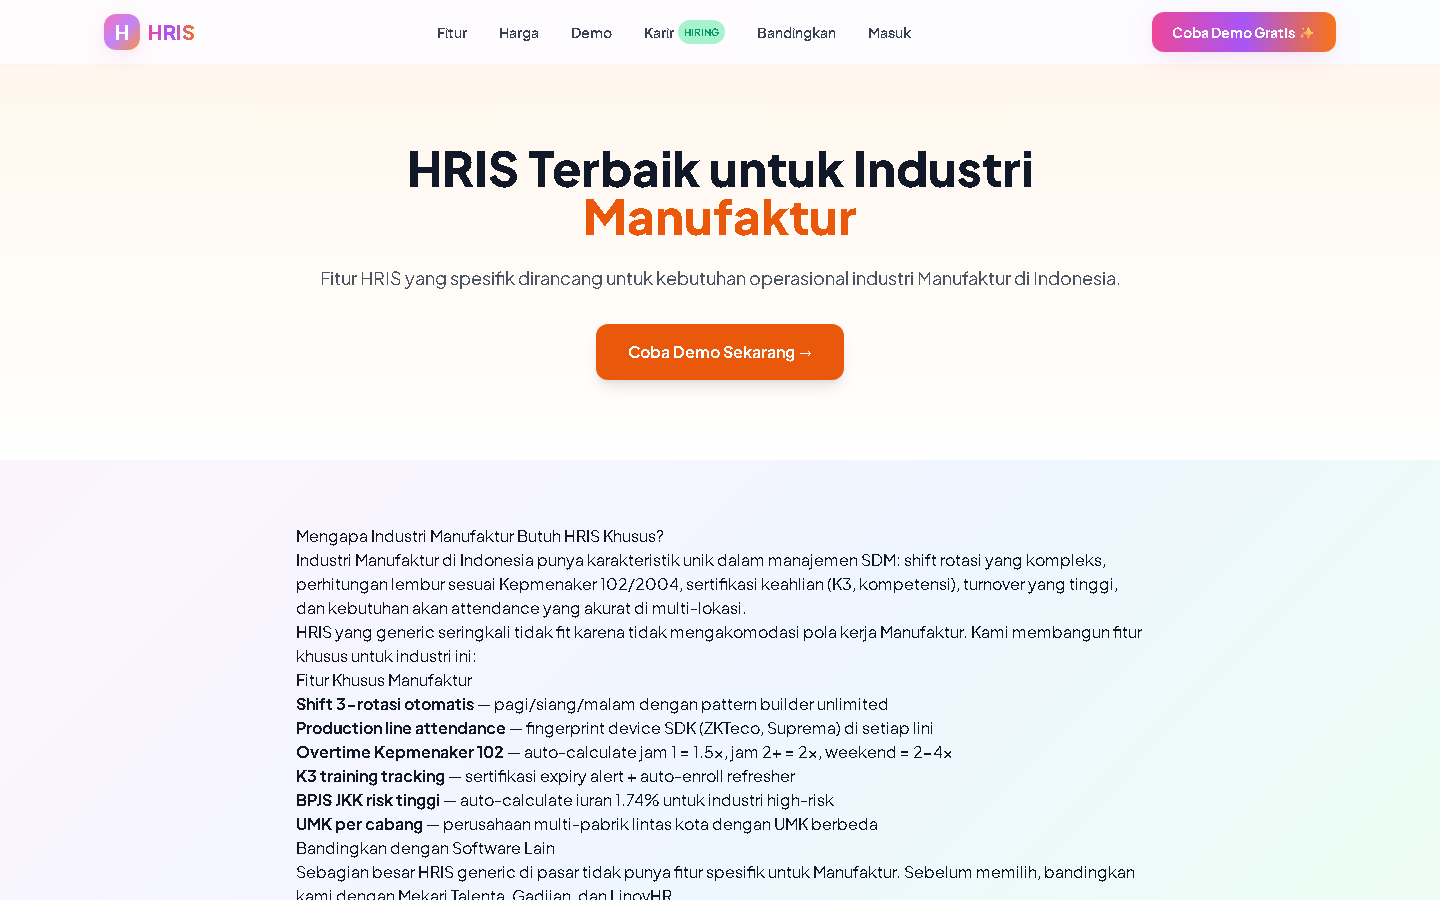 H HRIS
Fitur Harga Demo Karir HIRING Bandingkan Masuk
Coba Demo Gratis ✨
HRIS Terbaik untuk Industri
Manufaktur
Fitur HRIS yang spesifik dirancang untuk kebutuhan operasional industri Manufaktur di Indonesia.
Coba Demo Sekarang →
Mengapa Industri Manufaktur Butuh HRIS Khusus?
Industri Manufaktur di Indonesia punya karakteristik unik dalam manajemen SDM: shift rotasi yang kompleks,
perhitungan lembur sesuai Kepmenaker 102/2004, sertifikasi keahlian (K3, kompetensi), turnover yang tinggi,
dan kebutuhan akan attendance yang akurat di multi-lokasi.
HRIS yang generic seringkali tidak fit karena tidak mengakomodasi pola kerja Manufaktur. Kami membangun fitur
khusus untuk industri ini:
Fitur Khusus Manufaktur
Shift 3-rotasi otomatis — pagi/siang/malam dengan pattern builder unlimited
Production line attendance — fingerprint device SDK (ZKTeco, Suprema) di setiap lini
Overtime Kepmenaker 102 — auto-calculate jam 1 = 1.5×, jam 2+ = 2×, weekend = 2-4×
K3 training tracking — sertifikasi expiry alert + auto-enroll refresher
BPJS JKK risk tinggi — auto-calculate iuran 1.74% untuk industri high-risk
UMK per cabang — perusahaan multi-pabrik lintas kota dengan UMK berbeda
Bandingkan dengan Software Lain
Sebagian besar HRIS generic di pasar tidak punya fitur spesifik untuk Manufaktur. Sebelum memilih, bandingkan
kami dengan Mekari Talenta, Gadjian, dan LinovHR